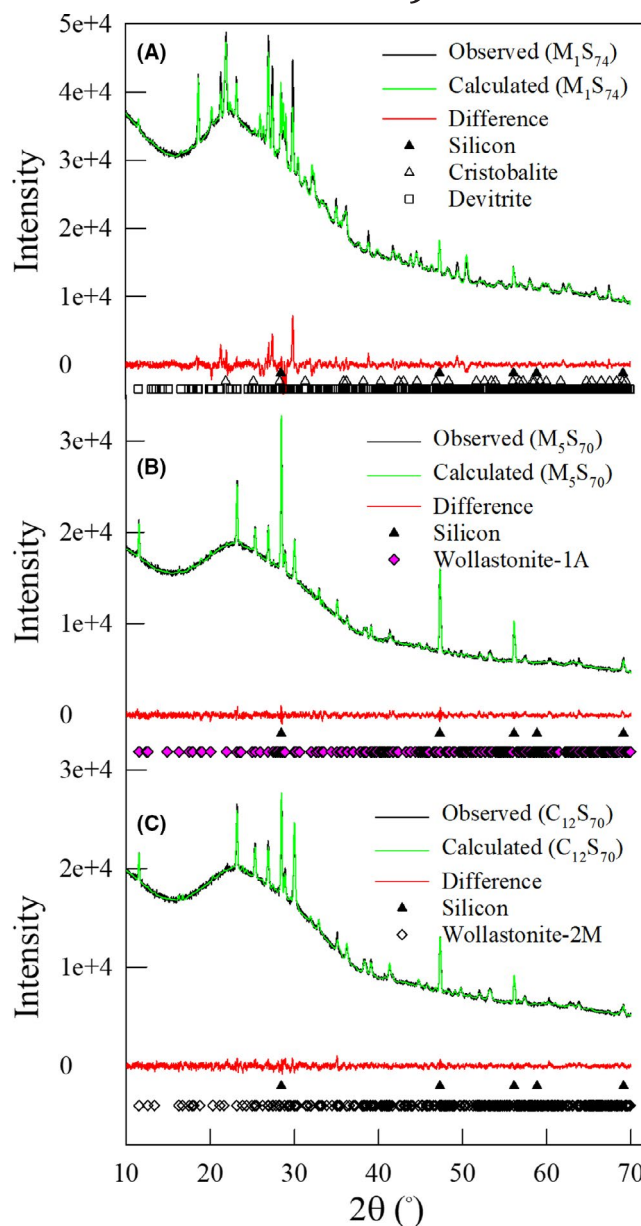 (A)
5e+4
4e+4
3e+4
2e+4
1e+4
0
Intensity
Observed (M₁S₇₄)
Calculated (M₁S₇₄)
Difference
Silicon
Cristobalite
Devitrite
(B)
3e+4
2e+4
1e+4
0
Intensity
Observed (M₅S₇₀)
Calculated (M₅S₇₀)
Difference
Silicon
Wollastonite-1A
(C)
3e+4
2e+4
1e+4
0
Intensity
Observed (C₁₂S₇₀)
Calculated (C₁₂S₇₀)
Difference
Silicon
Wollastonite-2M
10 20 30 40 50 60 70
2θ (°)